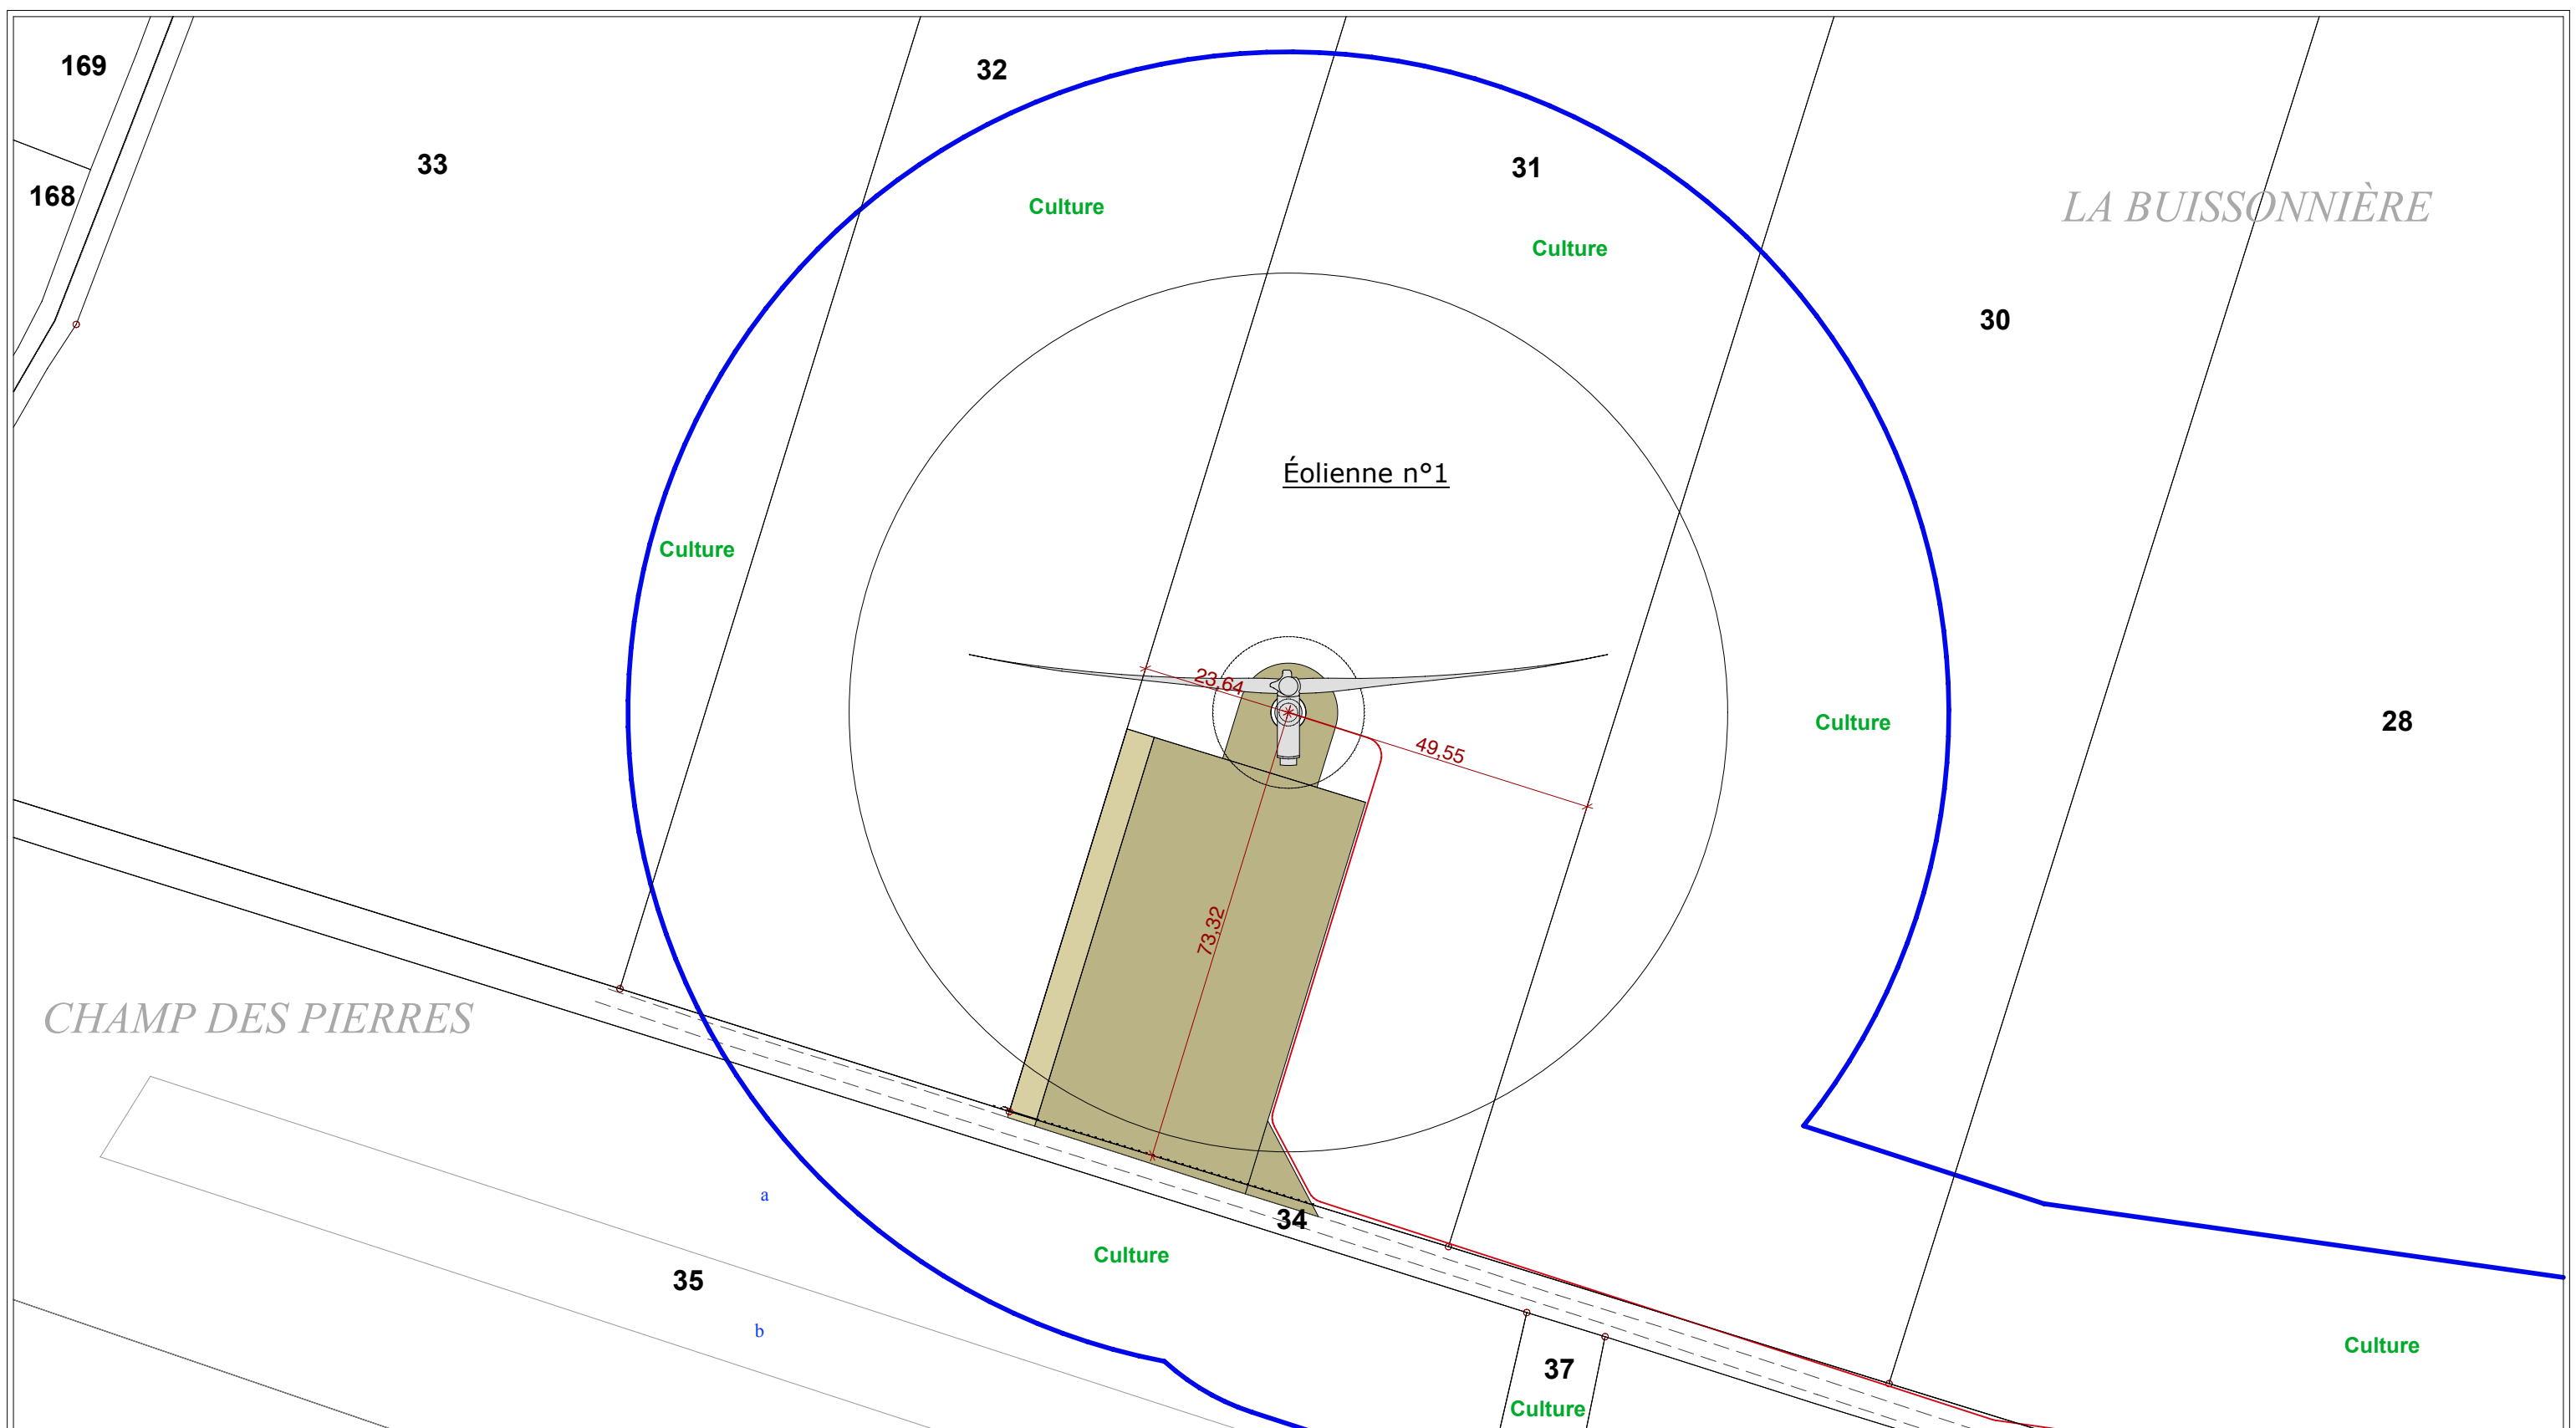 169
32
33
31
168
LA BUISSONNIÈRE
Culture
Culture
30
Éolienne n°1
Culture
23,64
28
Culture
49,55
73,32
CHAMP DES PIERRES
a
34
Culture
35
b
Culture
37
Culture